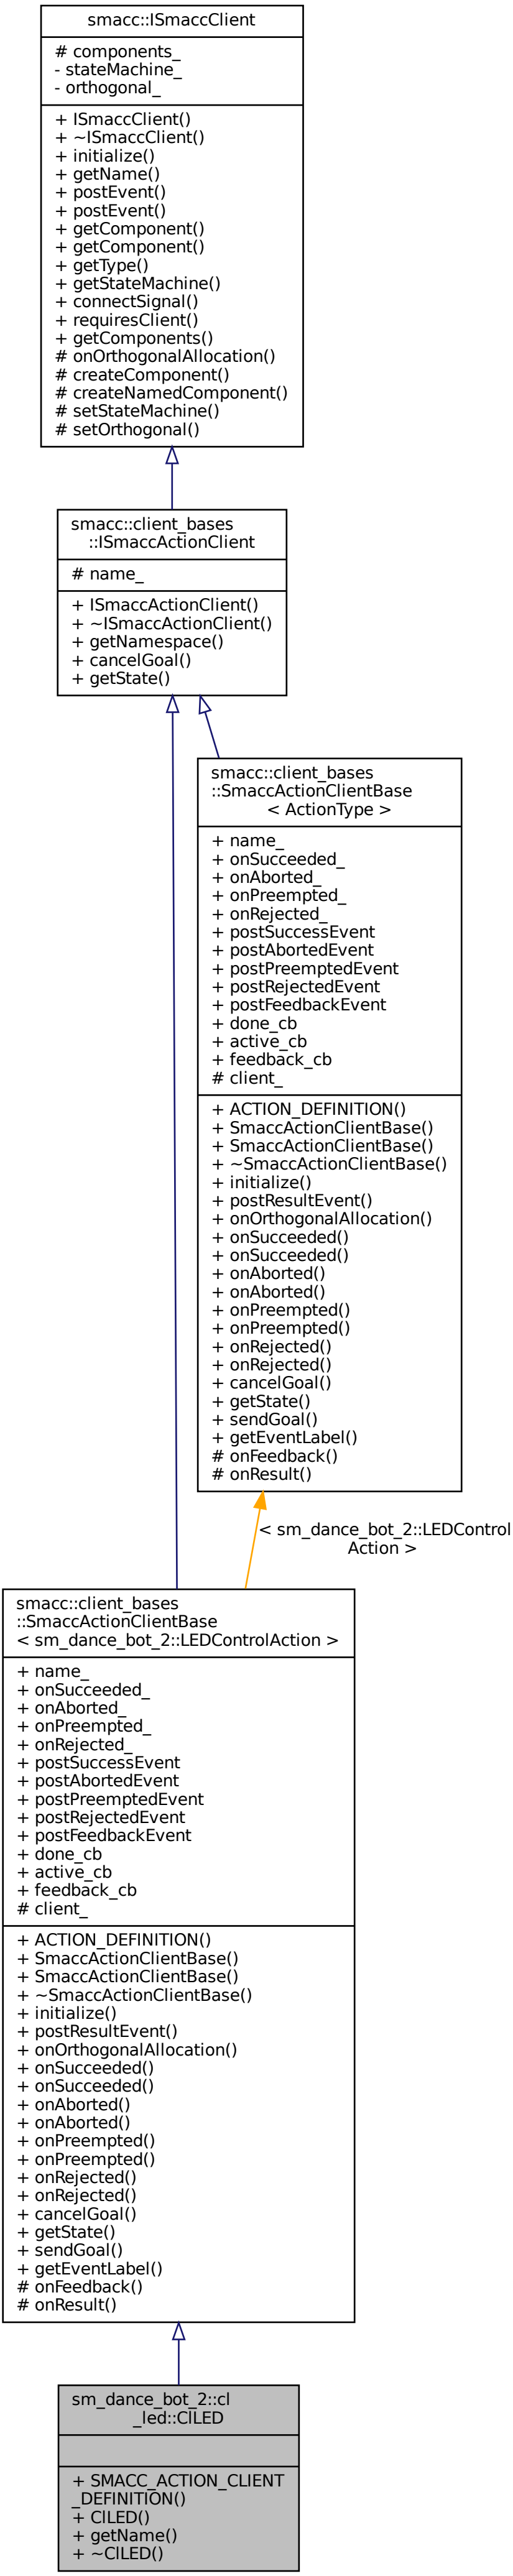 smacc::ISmaccClient
# components_
- stateMachine_
- orthogonal_
+ ISmaccClient()
+ ~ISmaccClient()
+ initialize()
+ getName()
+ postEvent()
+ postEvent()
+ getComponent()
+ getComponent()
+ getType()
+ getStateMachine()
+ connectSignal()
+ requiresClient()
+ getComponents()
# onOrthogonalAllocation()
# createComponent()
# createNamedComponent()
# setStateMachine()
# setOrthogonal()
smacc::client_bases
::ISmaccActionClient
# name_
+ ISmaccActionClient()
+ ~ISmaccActionClient()
+ getNamespace()
+ cancelGoal()
+ getState()
smacc::client_bases
::SmaccActionClientBase
< ActionType >
+ name_
+ onSucceeded_
+ onAborted_
+ onPreempted_
+ onRejected_
+ postSuccessEvent
+ postAbortedEvent
+ postPreemptedEvent
+ postRejectedEvent
+ postFeedbackEvent
+ done_cb
+ active_cb
+ feedback_cb
# client_
+ ACTION_DEFINITION()
+ SmaccActionClientBase()
+ SmaccActionClientBase()
+ ~SmaccActionClientBase()
+ initialize()
+ postResultEvent()
+ onOrthogonalAllocation()
+ onSucceeded()
+ onSucceeded()
+ onAborted()
+ onAborted()
+ onPreempted()
+ onPreempted()
+ onRejected()
+ onRejected()
+ cancelGoal()
+ getState()
+ sendGoal()
+ getEventLabel()
# onFeedback()
# onResult()
< sm_dance_bot_2::LEDControl
Action >
smacc::client_bases
::SmaccActionClientBase
< sm_dance_bot_2::LEDControlAction >
+ name_
+ onSucceeded_
+ onAborted_
+ onPreempted_
+ onRejected_
+ postSuccessEvent
+ postAbortedEvent
+ postPreemptedEvent
+ postRejectedEvent
+ postFeedbackEvent
+ done_cb
+ active_cb
+ feedback_cb
# client_
+ ACTION_DEFINITION()
+ SmaccActionClientBase()
+ SmaccActionClientBase()
+ ~SmaccActionClientBase()
+ initialize()
+ postResultEvent()
+ onOrthogonalAllocation()
+ onSucceeded()
+ onSucceeded()
+ onAborted()
+ onAborted()
+ onPreempted()
+ onPreempted()
+ onRejected()
+ onRejected()
+ cancelGoal()
+ getState()
+ sendGoal()
+ getEventLabel()
# onFeedback()
# onResult()
sm_dance_bot_2::cl
_led::ClLED
+ SMACC_ACTION_CLIENT
_DEFINITION()
+ ClLED()
+ getName()
+ ~ClLED()